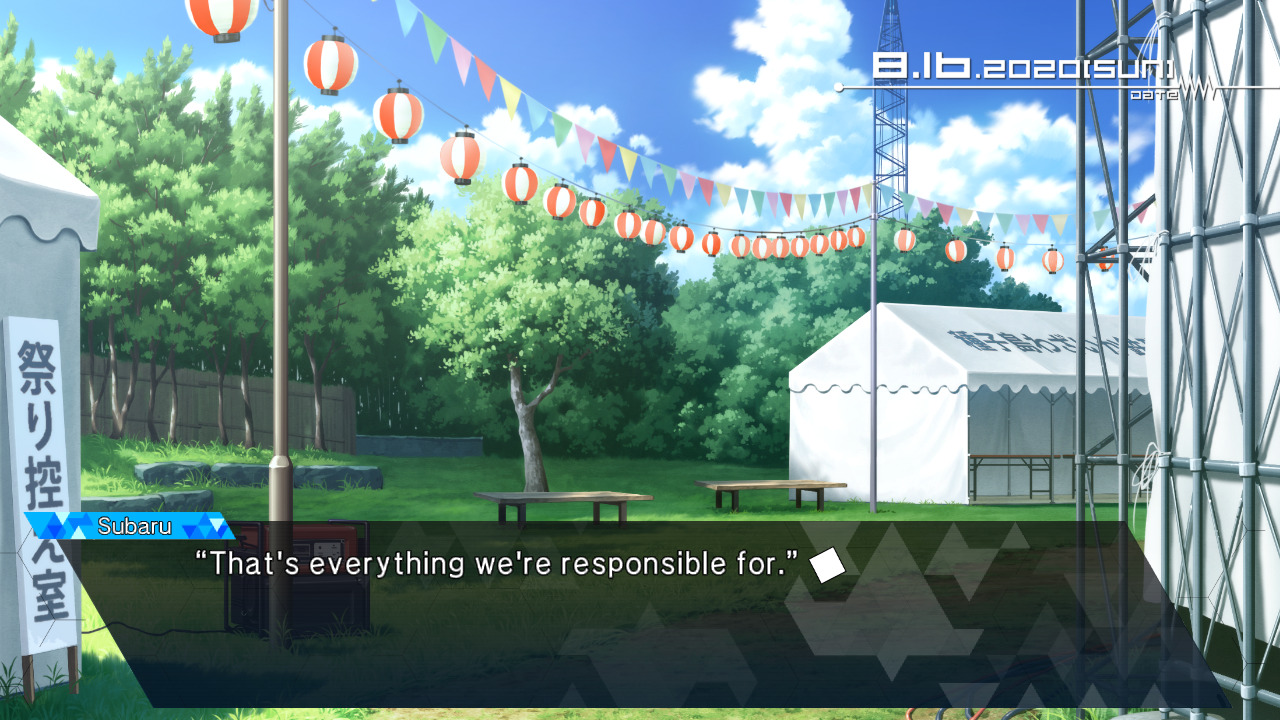 8.16.2020[SUN]
DATE
祭り控え室
Subaru
“That's everything we're responsible for.”